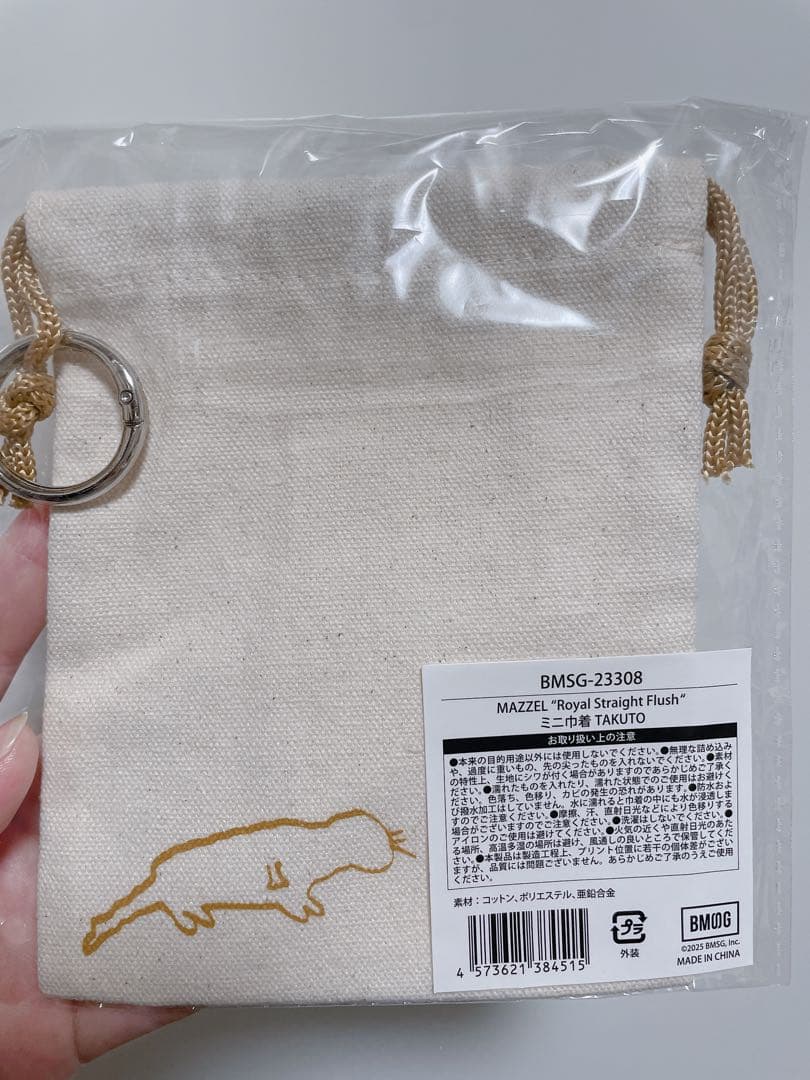 BMSG-23308
MAZZEL “Royal Straight Flush“
ミニ巾着 TAKUTO
お取り扱い上の注意
●本来の目的用途以外には使用しないでください。●無理な詰め込み
や、過度に重いもの、先の尖ったものを入れないでください。●素材
の特性上、生地にシワが付く場合がありますのであらかじめご了承く
ださい。●濡れたものを入れたり、濡れた状態でのご使用はお避けく
ださい。色落ち、色移り、カビの発生の恐れがあります。●防水およ
び撥水加工はしていません。水に濡れると巾着の中にも水が浸透しま
すのでご注意ください。●摩擦、汗、直射日光などにより色移りする
場合がございますのでご注意ください。●洗濯はしないでください。●
アイロンのご使用は避けてください。●火気の近くや直射日光のあた
る場所、高温多湿の場所は避け、風通しの良いところで保管してくだ
さい。●本製品は製造工程上、プリント位置に若干の個体差がござい
ますが、品質には問題ございません。あらかじめご了承のうえご使用
ください。
素材：コットン、ポリエステル、亜鉛合金
4 573621 384515
プラ
外装
BMSG
©2025 BMSG, Inc.
MADE IN CHINA